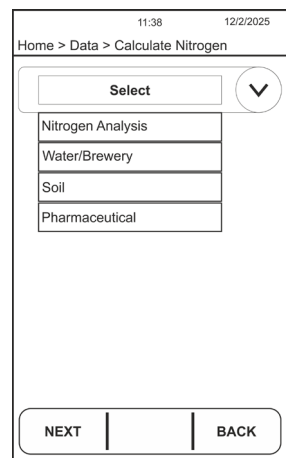 11:38 12/2/2025
Home > Data > Calculate Nitrogen
Select
Nitrogen Analysis
Water/Brewery
Soil
Pharmaceutical
NEXT BACK